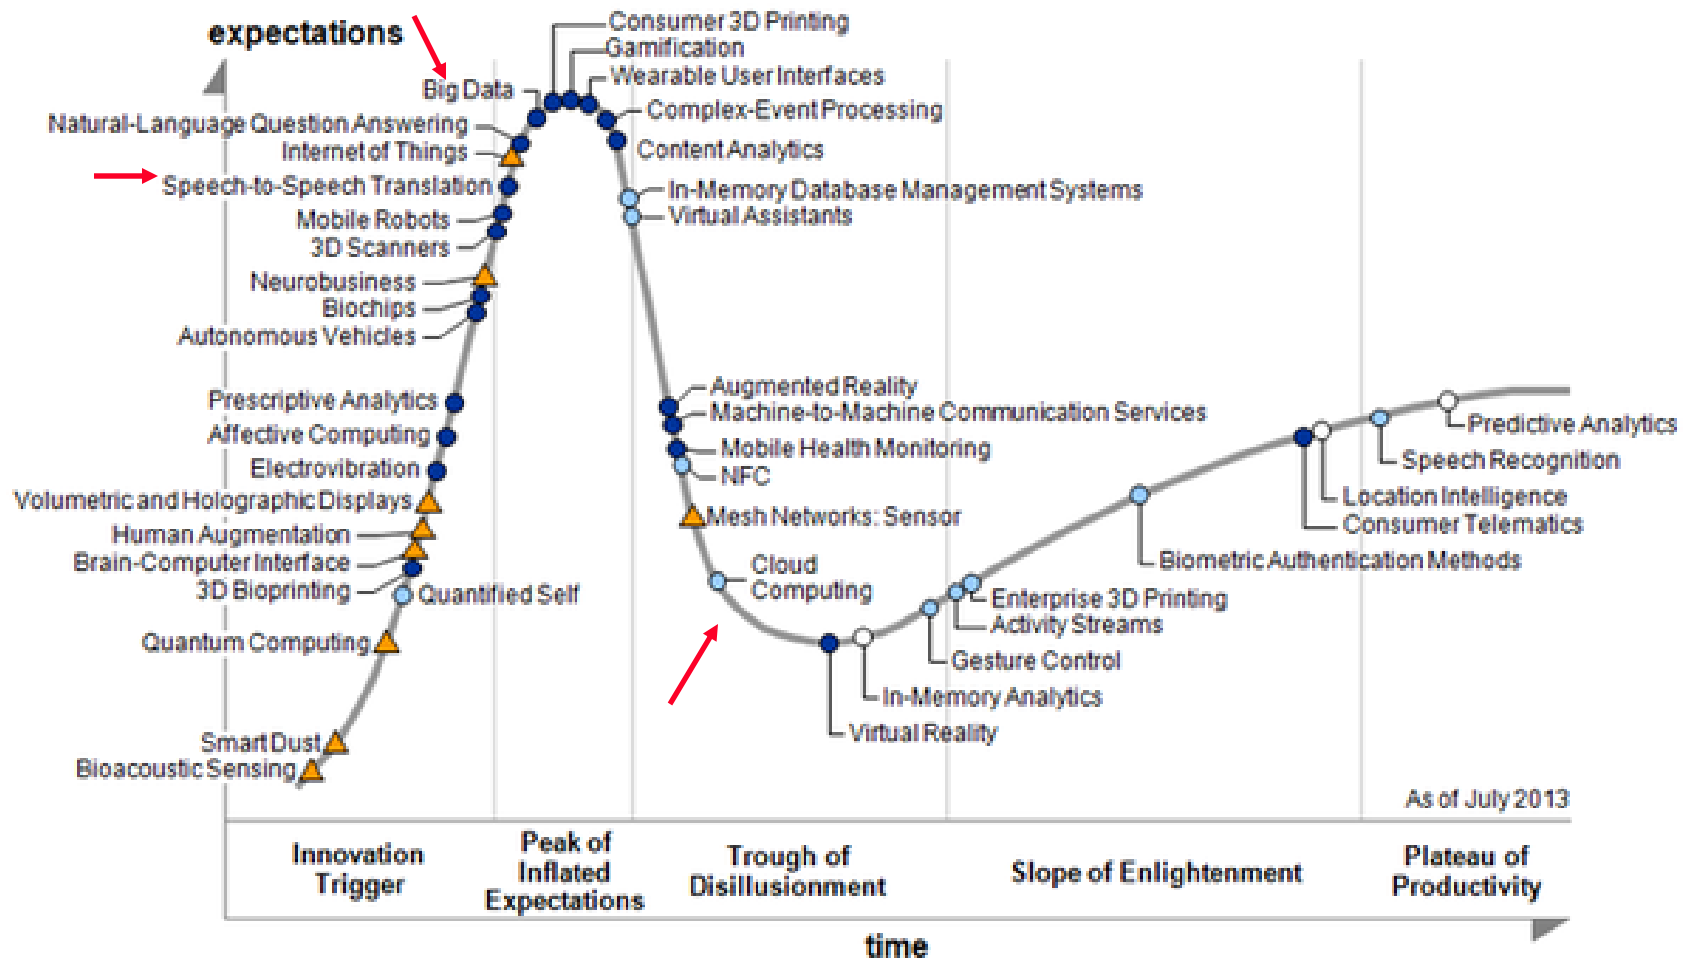 expectations
Consumer 3D Printing
Gamification
Wearable User Interfaces
Big Data
Complex-Event Processing
Natural-Language Question Answering
Internet of Things
Content Analytics
Speech-to-Speech Translation
In-Memory Database Management Systems
Virtual Assistants
Mobile Robots
3D Scanners
Neurobusiness
Biochips
Autonomous Vehicles
Augmented Reality
Prescriptive Analytics
Machine-to-Machine Communication Services
Affective Computing
Mobile Health Monitoring
Electrovibration
NFC
Volumetric and Holographic Displays
Mesh Networks: Sensor
Human Augmentation
Brain-Computer Interface
3D Bioprinting
Quantified Self
Cloud
Computing
Quantum Computing
Smart Dust
Bioacoustic Sensing
Predictive Analytics
Speech Recognition
Location Intelligence
Consumer Telematics
Biometric Authentication Methods
Enterprise 3D Printing
Activity Streams
Gesture Control
In-Memory Analytics
Virtual Reality
As of July 2013
Innovation
Trigger
Peak of
Inflated
Expectations
Trough of
Disillusionment
Slope of Enlightenment
Plateau of
Productivity
time